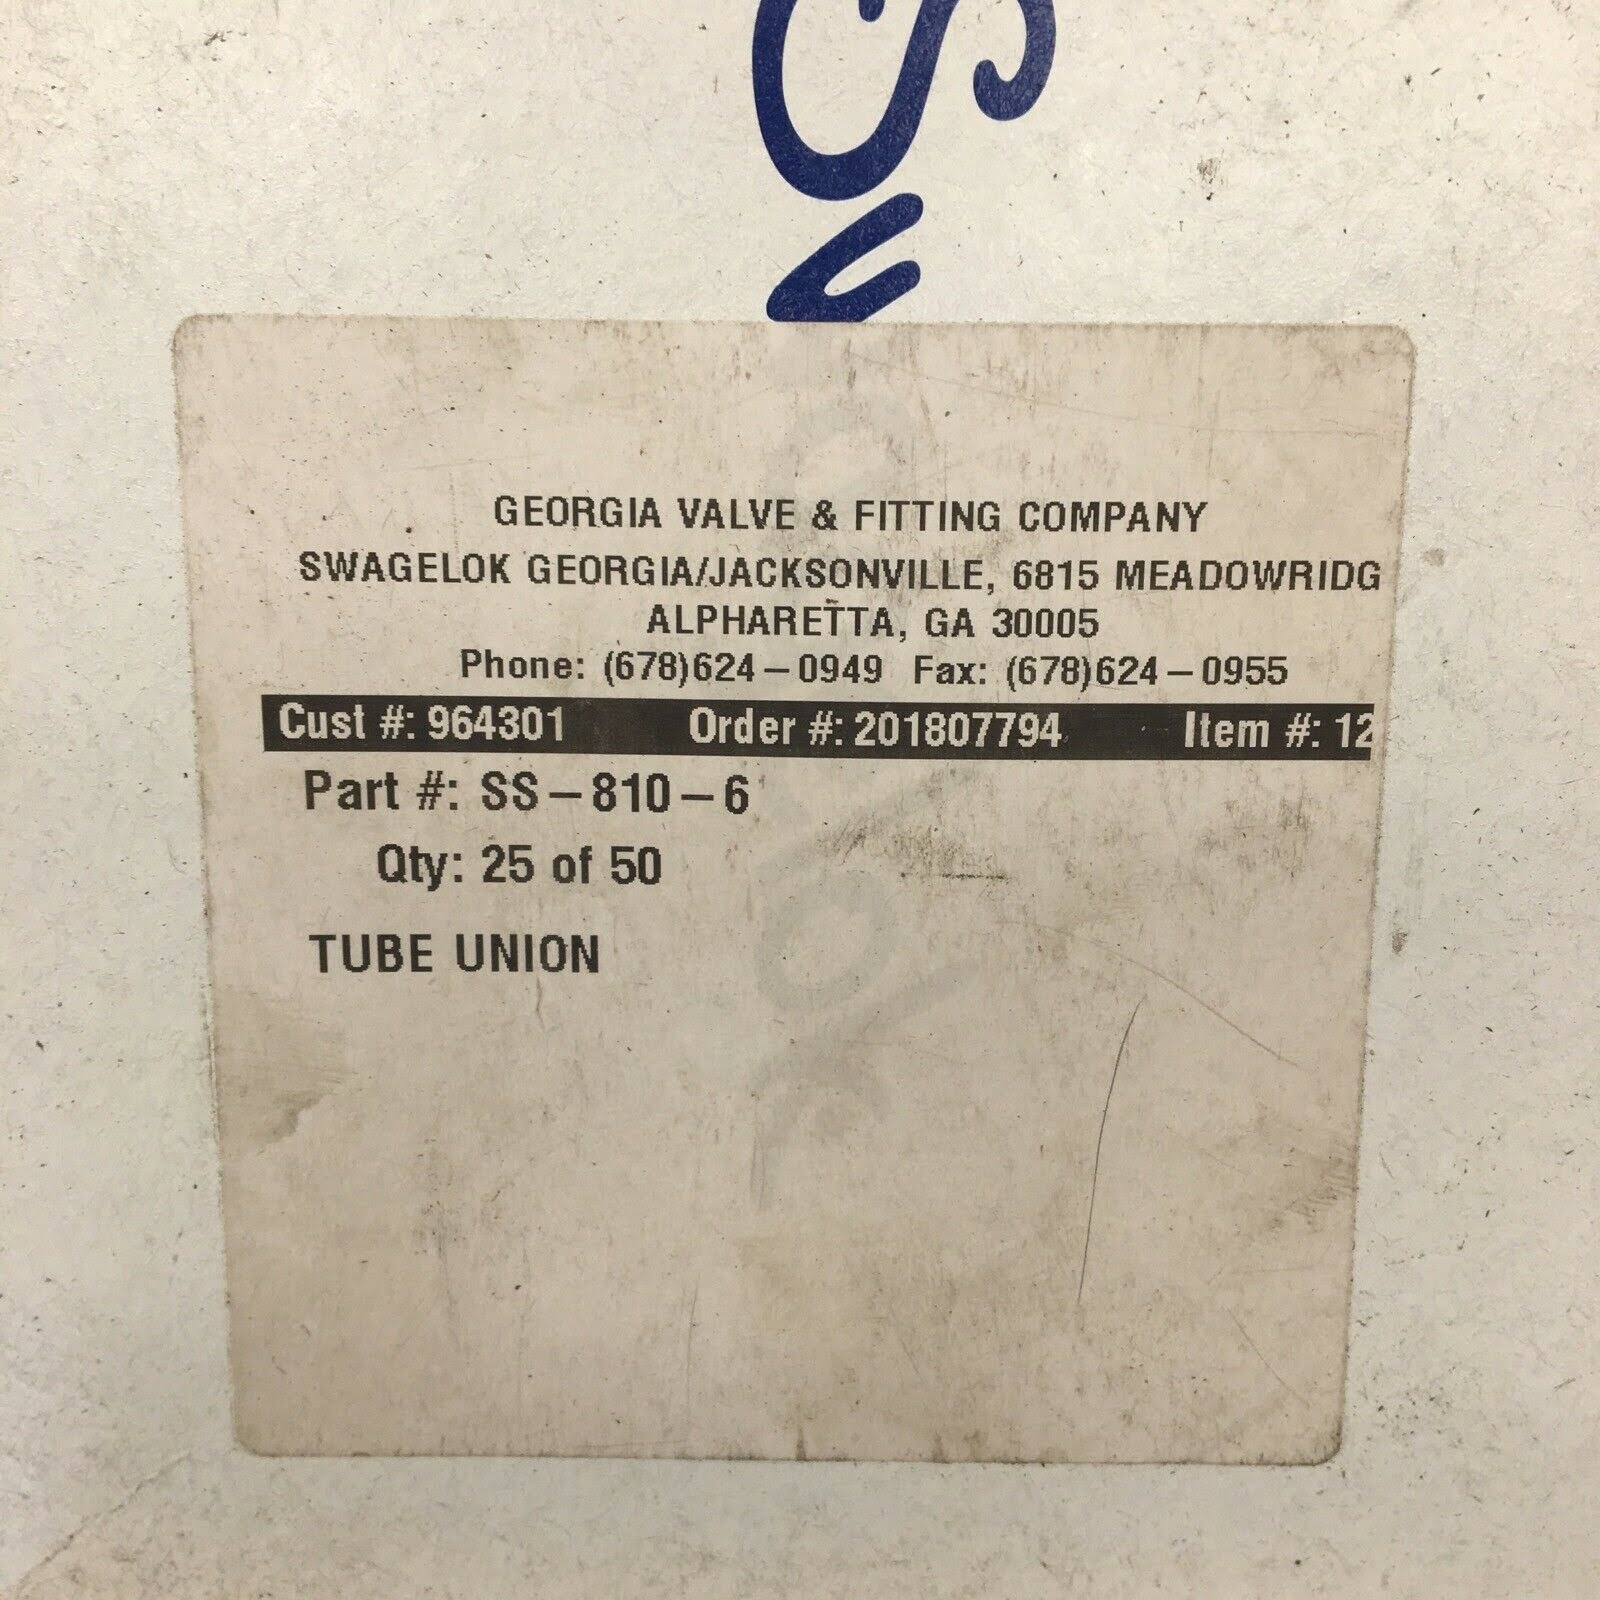 GEORGIA VALVE & FITTING COMPANY
SWAGELOK GEORGIA/JACKSONVILLE, 6815 MEADOWRIDG
ALPHARETTA, GA 30005
Phone: (678)624-0949 Fax: (678)624-0955
Cust #: 964301 Order #: 201807794 Item #: 12
Part #: SS-810-6
Qty: 25 of 50
TUBE UNION